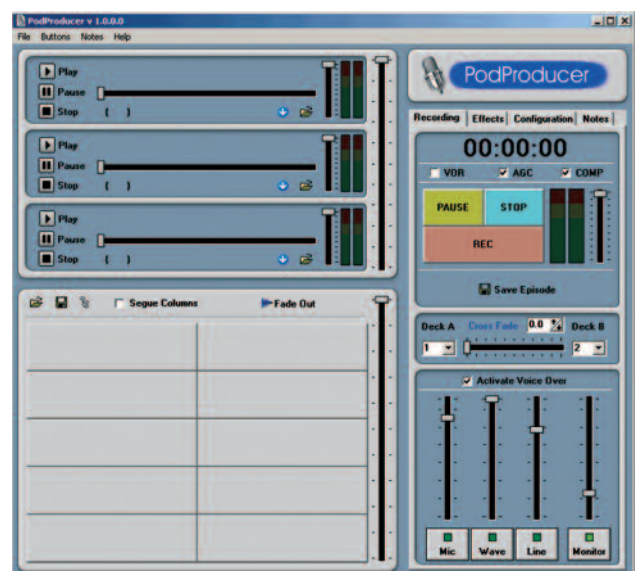 PodProducer v 1.0.0.0
File Buttons Notes Help
Play
Pause
Stop ( )
Play
Pause
Stop ( )
Play
Pause
Stop ( )
Segue Columns Fade Out
PodProducer
Recording Effects Configuration Notes
00:00:00
VOR AGC COMP
PAUSE STOP
REC
Save Episode
Deck A Cross Fade 0.0 Deck B
1 2
Activate Voice Over
Mic Wave Line Monitor